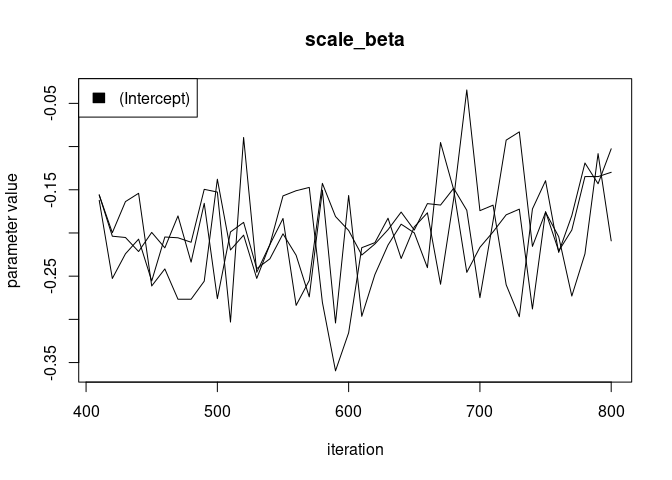 scale_beta
(Intercept)
parameter value
-0.05
-0.15
-0.25
-0.35
400 500 600 700 800
iteration